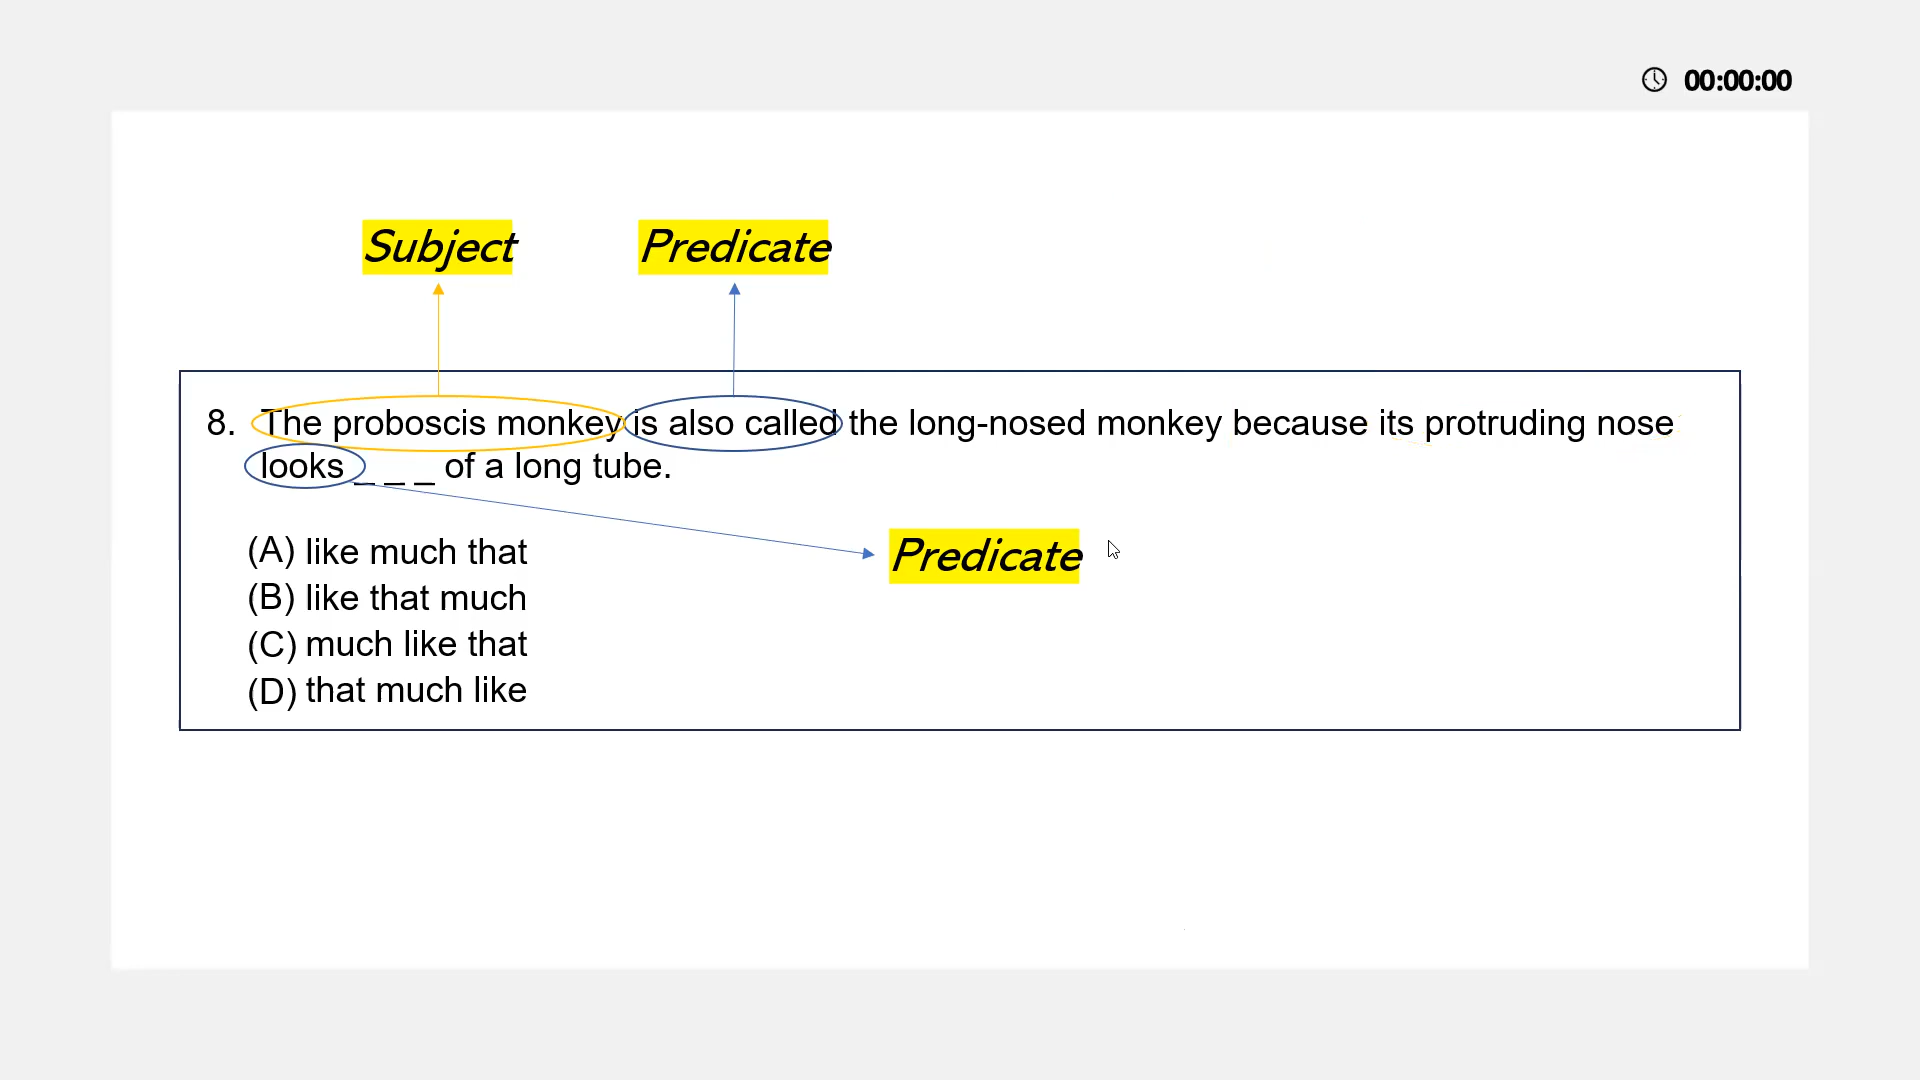 00:00:00
Subject Predicate
8. The proboscis monkey is also called the long-nosed monkey because its protruding nose
looks _ _ _ of a long tube.
(A) like much that
Predicate
(B) like that much
(C) much like that
(D) that much like